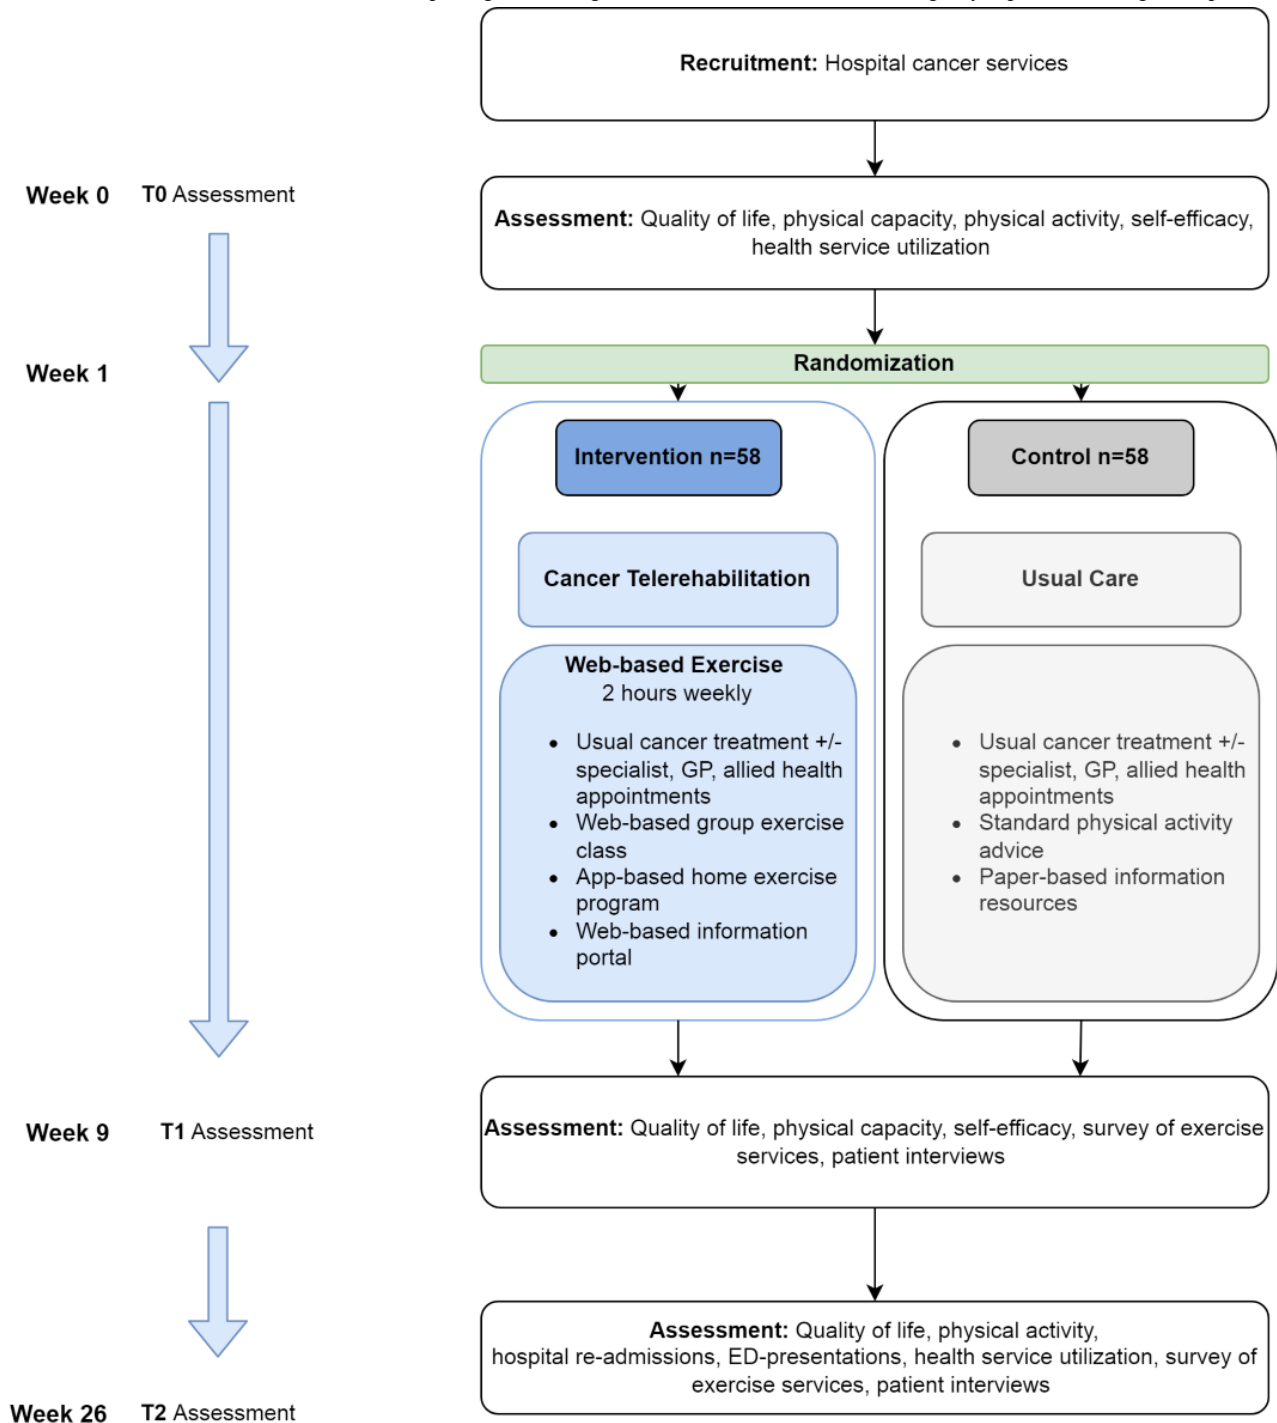 Recruitment: Hospital cancer services
Week 0 T0 Assessment
Assessment: Quality of life, physical capacity, physical activity, self-efficacy,
health service utilization
Week 1
Randomization
Intervention n=58
Control n=58
Cancer Telerehabilitation
Usual Care
Web-based Exercise
2 hours weekly
• Usual cancer treatment +/-
specialist, GP, allied health
appointments
• Web-based group exercise
class
• App-based home exercise
program
• Web-based information
portal
• Usual cancer treatment +/-
specialist, GP, allied health
appointments
• Standard physical activity
advice
• Paper-based information
resources
Week 9 T1 Assessment
Assessment: Quality of life, physical capacity, self-efficacy, survey of exercise
services, patient interviews
Assessment: Quality of life, physical activity,
hospital re-admissions, ED-presentations, health service utilization, survey of
exercise services, patient interviews
Week 26 T2 Assessment